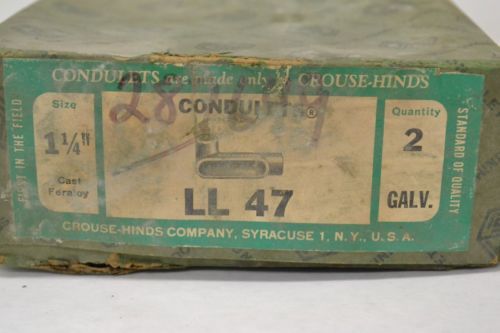 CONDULETS are made only by CROUSE-HINDS
FIRST IN THE FIELD
Size
1¼"
Cast
Feraloy
CONDULETS®
LL 47
Quantity
2
GALV.
STANDARD OF QUALITY
CROUSE-HINDS COMPANY, SYRACUSE 1, N.Y., U.S.A.